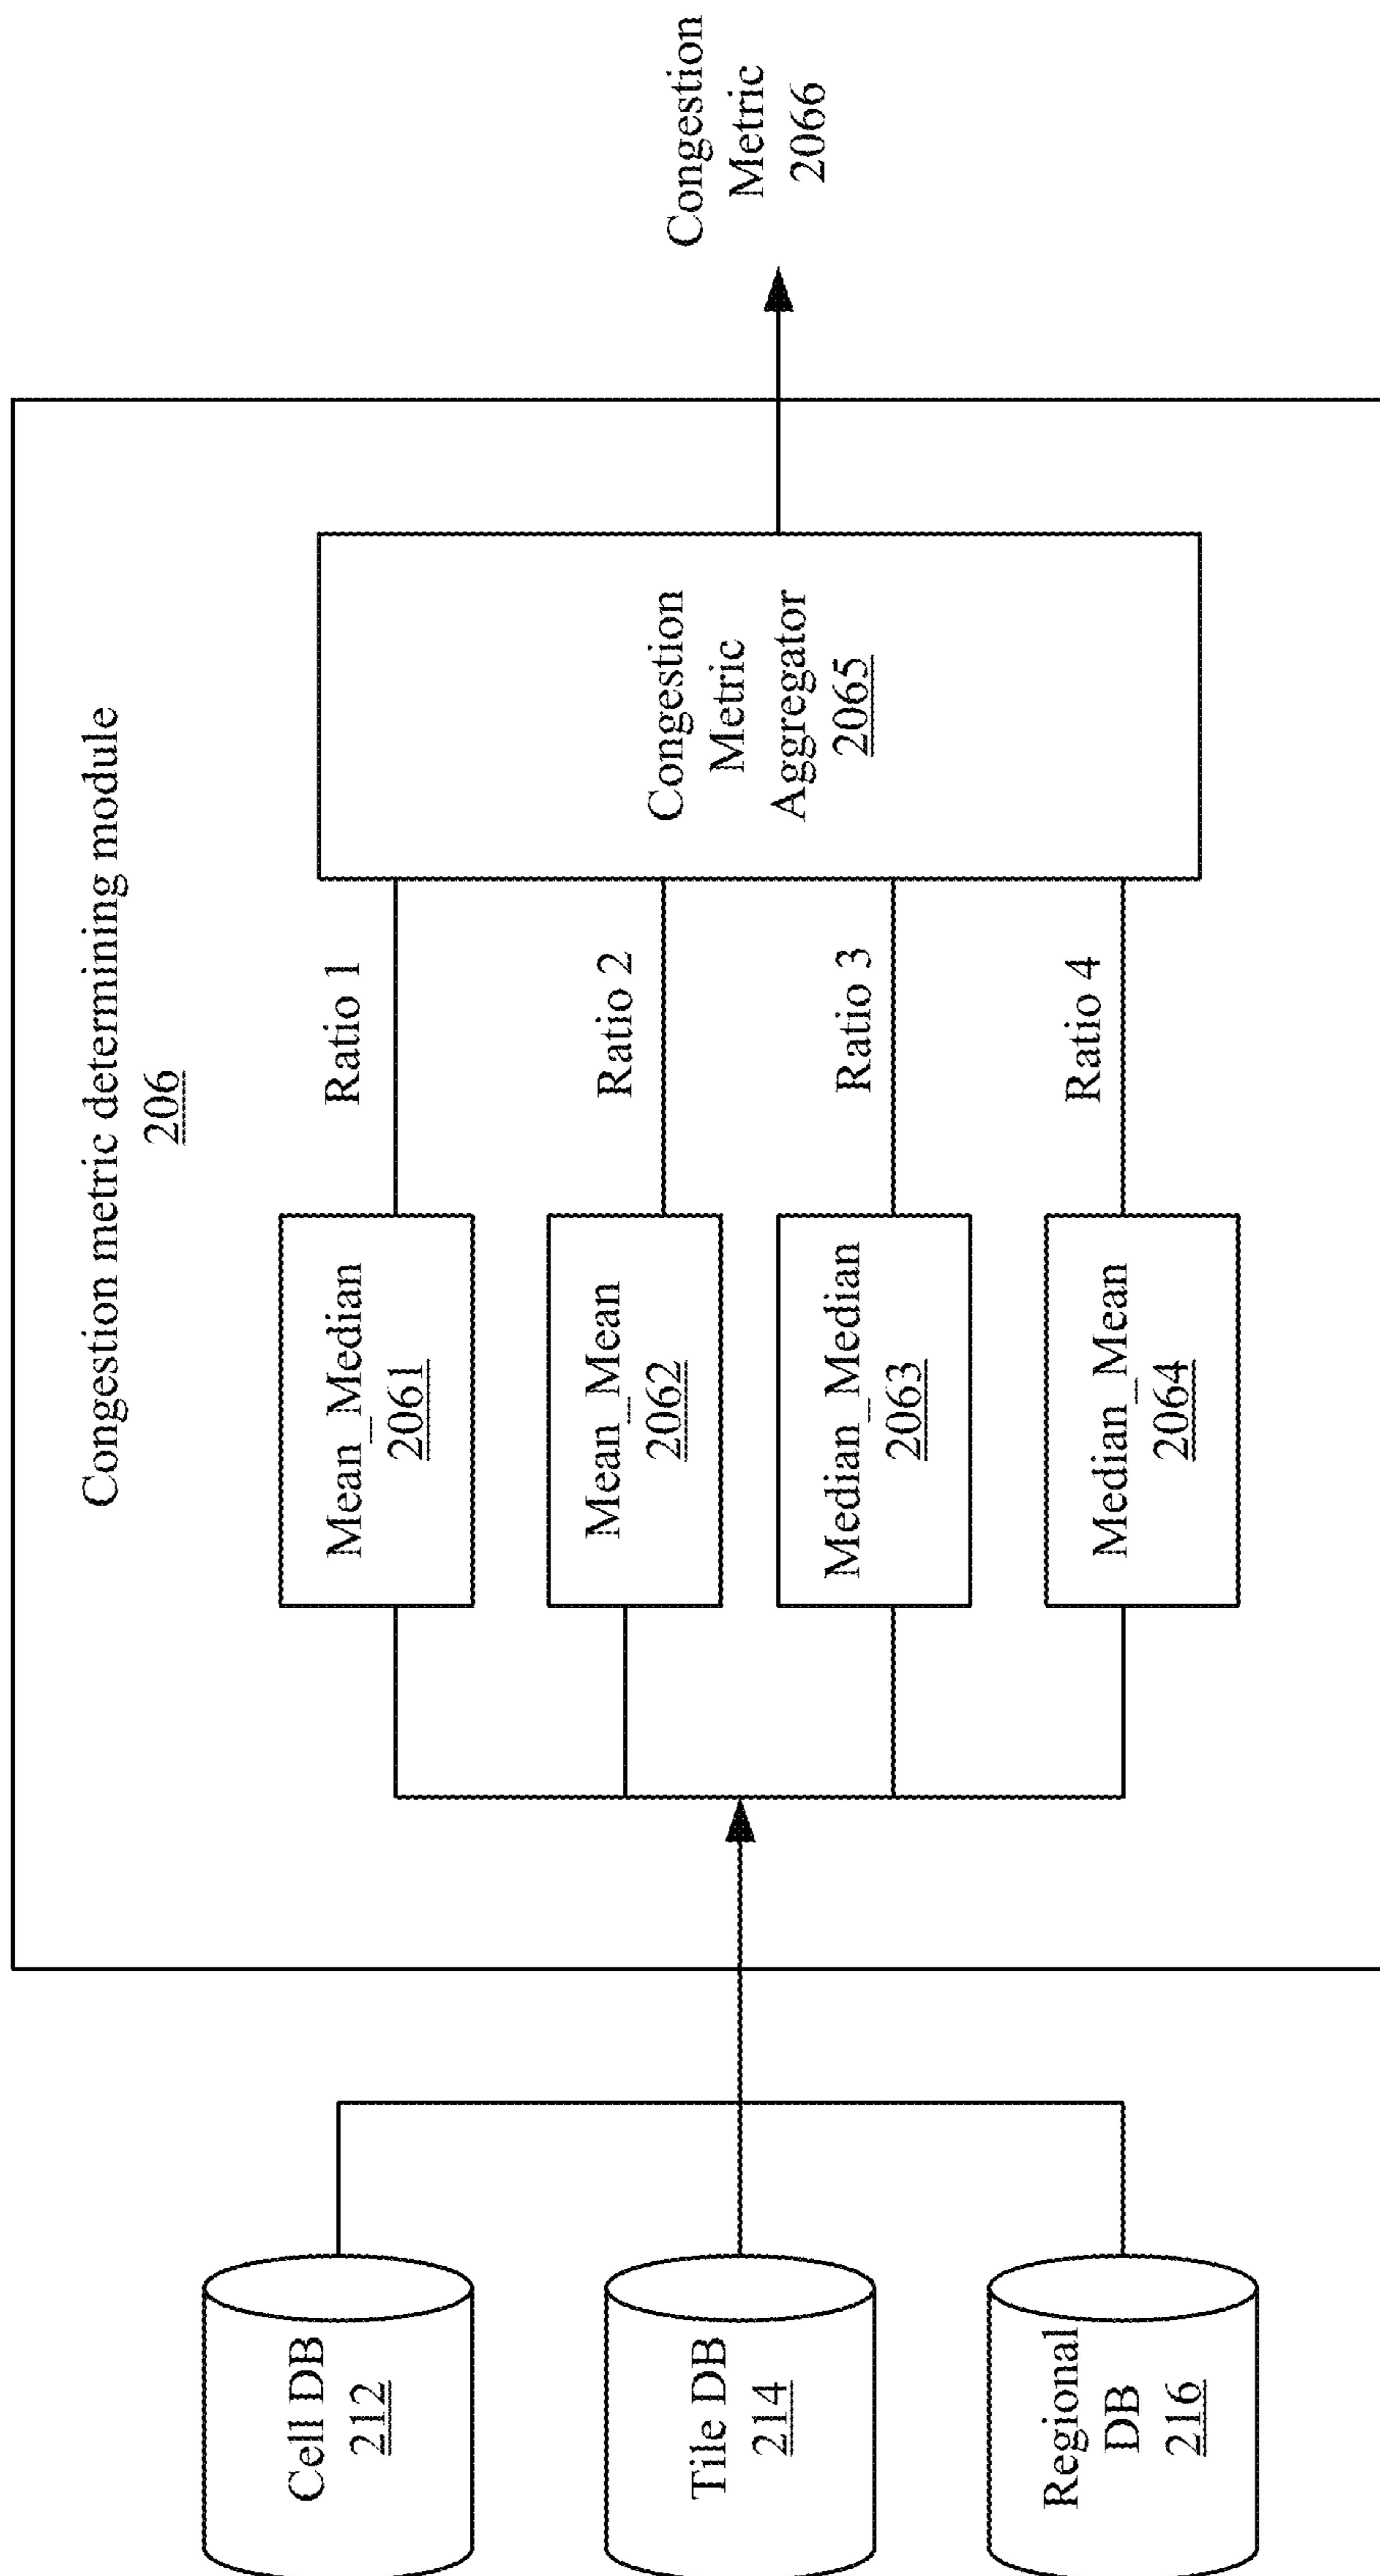 Congestion metric determining module
206
Cell DB
212
Tile DB
214
Regional
DB
216
Mean_Median
2061
Mean_Mean
2062
Median_Median
2063
Median_Mean
2064
Ratio 1
Ratio 2
Ratio 3
Ratio 4
Congestion
Metric
Aggregator
2065
Congestion
Metric
2066